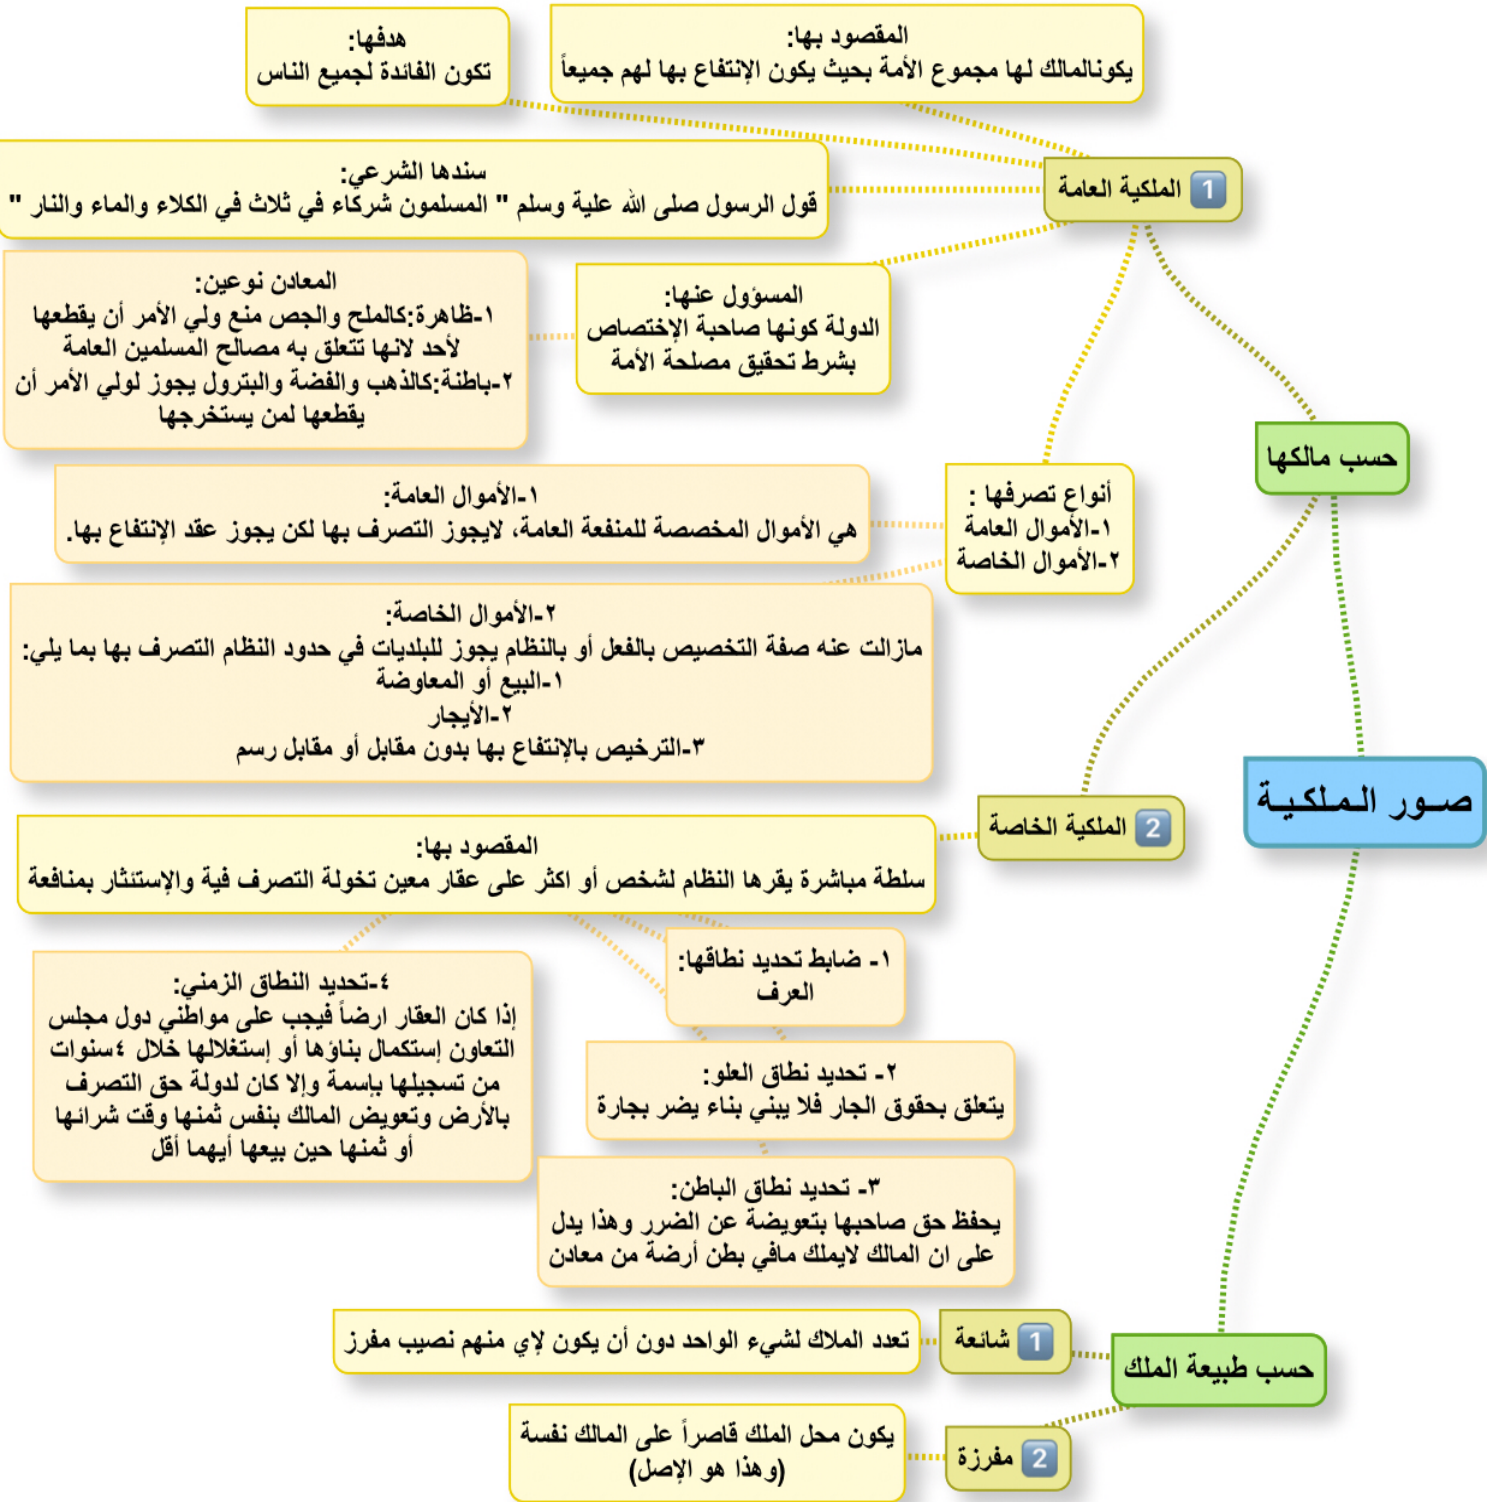 صـور الـمـلـكـيـة
حسب مالكها
1 الملكية العامة
المقصود بها:
يكونالمالك لها مجموع الأمة بحيث يكون الإنتفاع بها لهم جميعاً
هدفها:
تكون الفائدة لجميع الناس
سندها الشرعي:
قول الرسول صلى الله علية وسلم " المسلمون شركاء في ثلاث في الكلاء والماء والنار "
المسؤول عنها:
الدولة كونها صاحبة الإختصاص
بشرط تحقيق مصلحة الأمة
المعادن نوعين:
١-ظاهرة:كالملح والجص منع ولي الأمر أن يقطعها
لأحد لانها تتعلق به مصالح المسلمين العامة
٢-باطنة:كالذهب والفضة والبترول يجوز لولي الأمر أن
يقطعها لمن يستخرجها
أنواع تصرفها :
١-الأموال العامة
٢-الأموال الخاصة
١-الأموال العامة:
هي الأموال المخصصة للمنفعة العامة، لايجوز التصرف بها لكن يجوز عقد الإنتفاع بها.
٢-الأموال الخاصة:
مازالت عنه صفة التخصيص بالفعل أو بالنظام يجوز للبلديات في حدود النظام التصرف بها بما يلي:
١-البيع أو المعاوضة
٢-الأيجار
٣-الترخيص بالإنتفاع بها بدون مقابل أو مقابل رسم
2 الملكية الخاصة
المقصود بها:
سلطة مباشرة يقرها النظام لشخص أو اكثر على عقار معين تخولة التصرف فية والإستئثار بمنافعة
١- ضابط تحديد نطاقها:
العرف
٢- تحديد نطاق العلو:
يتعلق بحقوق الجار فلا يبني بناء يضر بجارة
٣- تحديد نطاق الباطن:
يحفظ حق صاحبها بتعويضة عن الضرر وهذا يدل
على ان المالك لايملك مافي بطن أرضة من معادن
٤-تحديد النطاق الزمني:
إذا كان العقار ارضاً فيجب على مواطني دول مجلس
التعاون إستكمال بناؤها أو إستغلالها خلال ٤سنوات
من تسجيلها بإسمة وإلا كان لدولة حق التصرف
بالأرض وتعويض المالك بنفس ثمنها وقت شرائها
أو ثمنها حين بيعها أيهما أقل
حسب طبيعة الملك
1 شائعة
تعدد الملاك لشيء الواحد دون أن يكون لإي منهم نصيب مفرز
2 مفرزة
يكون محل الملك قاصراً على المالك نفسة
(وهذا هو الإصل)